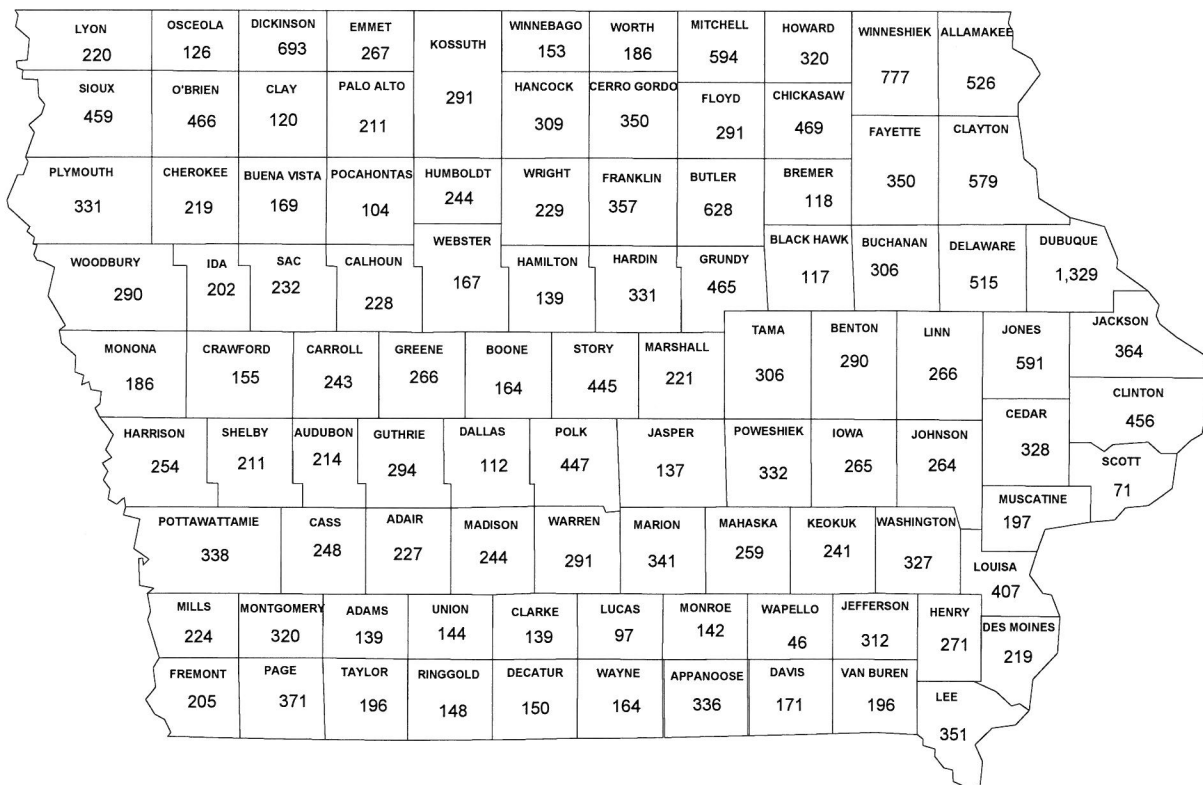 LYON
220
OSCEOLA
126
DICKINSON
693
EMMET
267
KOSSUTH
291
WINNEBAGO
153
WORTH
186
MITCHELL
594
HOWARD
320
WINNESHIEK
777
ALLAMAKEE
526
SIOUX
459
O'BRIEN
466
CLAY
120
PALO ALTO
211
HANCOCK
309
CERRO GORDO
350
FLOYD
291
CHICKASAW
469
FAYETTE
350
CLAYTON
579
PLYMOUTH
331
CHEROKEE
219
BUENA VISTA
169
POCAHONTAS
104
HUMBOLDT
244
WRIGHT
229
FRANKLIN
357
BUTLER
628
BREMER
118
WOODBURY
290
IDA
202
SAC
232
CALHOUN
228
WEBSTER
167
HAMILTON
139
HARDIN
331
GRUNDY
465
BLACK HAWK
117
BUCHANAN
306
DELAWARE
515
DUBUQUE
1,329
MONONA
186
CRAWFORD
155
CARROLL
243
GREENE
266
BOONE
164
STORY
445
MARSHALL
221
TAMA
306
BENTON
290
LINN
266
JONES
591
JACKSON
364
CLINTON
456
HARRISON
254
SHELBY
211
AUDUBON
214
GUTHRIE
294
DALLAS
112
POLK
447
JASPER
137
POWESHIEK
332
IOWA
265
JOHNSON
264
CEDAR
328
SCOTT
71
MUSCATINE
197
POTTAWATTAMIE
338
CASS
248
ADAIR
227
MADISON
244
WARREN
291
MARION
341
MAHASKA
259
KEOKUK
241
WASHINGTON
327
LOUISA
407
MILLS
224
MONTGOMERY
320
ADAMS
139
UNION
144
CLARKE
139
LUCAS
97
MONROE
142
WAPELLO
46
JEFFERSON
312
HENRY
271
DES MOINES
219
FREMONT
205
PAGE
371
TAYLOR
196
RINGGOLD
148
DECATUR
150
WAYNE
164
APPANOOSE
336
DAVIS
171
VAN BUREN
196
LEE
351